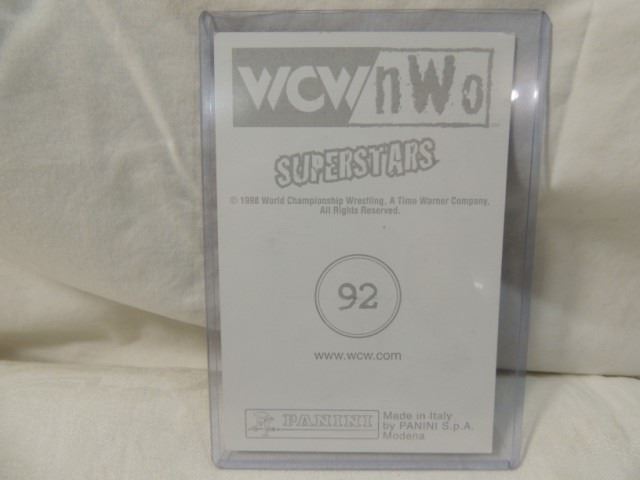 WCW/nWo
SUPERSTARS
© 1998 World Championship Wrestling, A Time Warner Company,
All Rights Reserved.
92
www.wcw.com
PANINI
Made in Italy
by PANINI S.p.A.
Modena